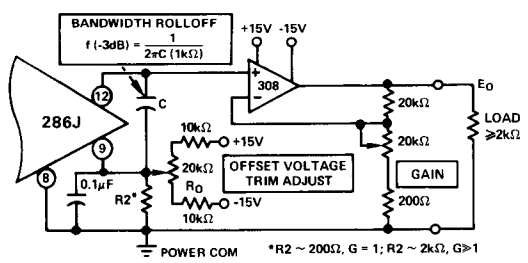 BANDWIDTH ROLLOFF
f (-3dB) = 1
2πC (1kΩ)
+15V -15V
12
C
286J
9
8
0.1μF
R2*
308
+
–
20kΩ
20kΩ
200Ω
GAIN
E₀
LOAD
≥2kΩ
10kΩ
+15V
20kΩ
R₀
10kΩ
-15V
OFFSET VOLTAGE
TRIM ADJUST
POWER COM
*R2 ~ 200Ω, G = 1; R2 ~ 2kΩ, G≫1